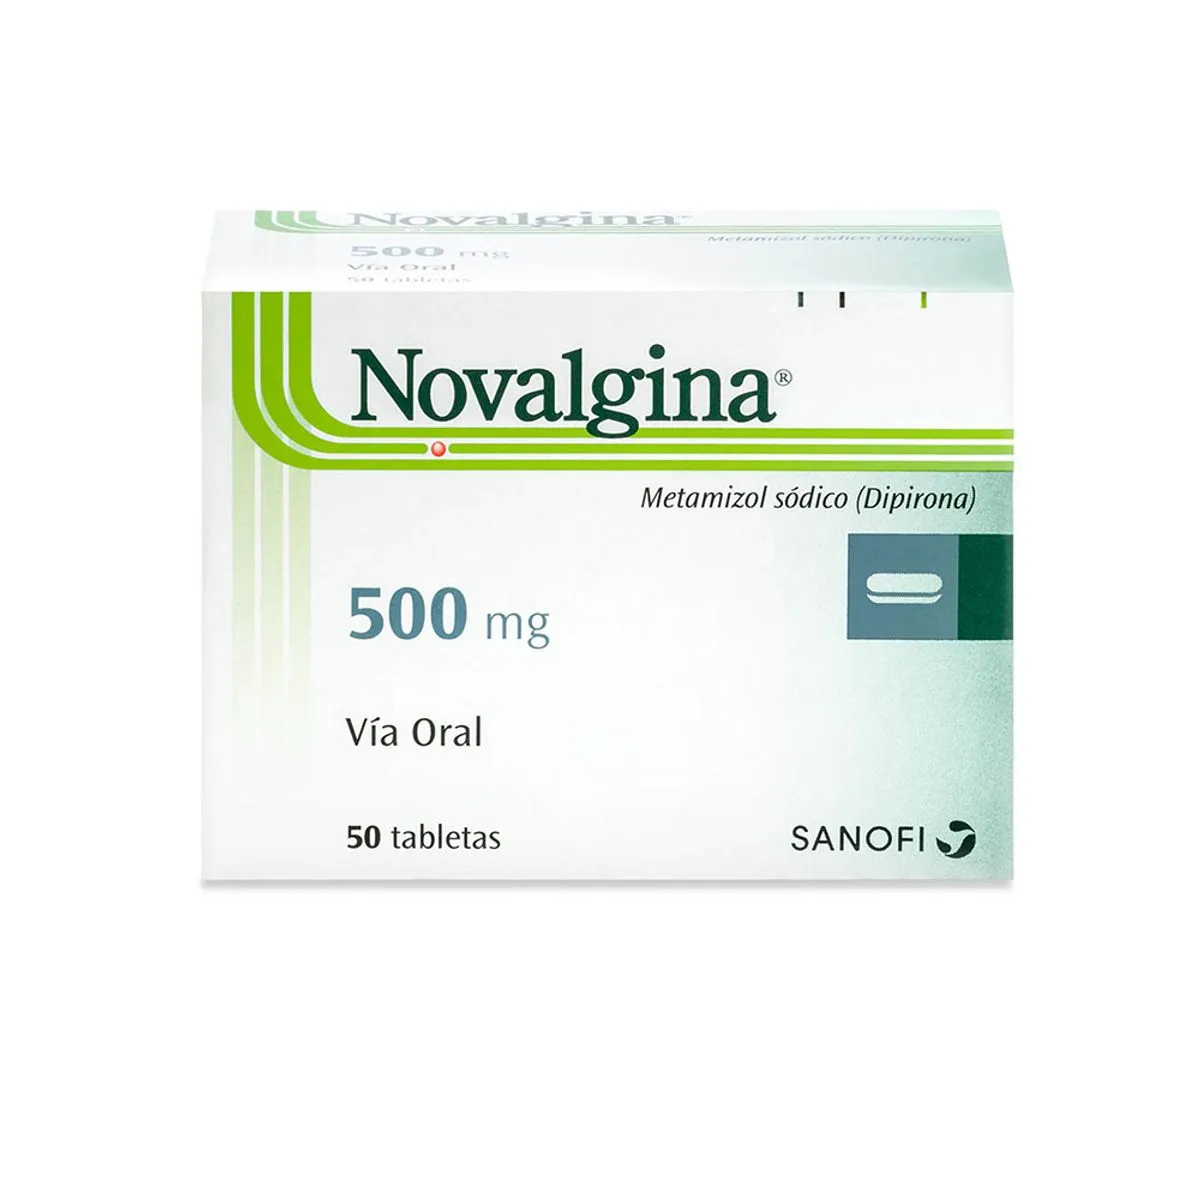 Novalgina®
Metamizol sódico (Dipirona)
500 mg
Vía Oral
50 tabletas
Novalgina®
Metamizol sódico (Dipirona)
500 mg
Vía Oral
50 tabletas
SANOFI